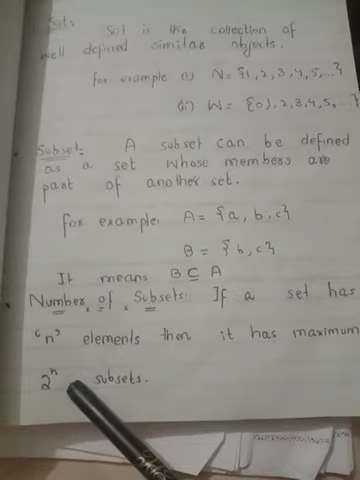 Set: Set is the collection of
well defined similar objects.
for example (i) N = {1, 2, 3, 4, 5, ...}
(ii) W = {0, 1, 2, 3, 4, 5, ...}
Subset: A subset can be defined
as a set whose members are
part of another set.
for example. A = {a, b, c}
B = {b, c}
It means B ⊆ A
Number of Subsets: If a set has
'n' elements then it has maximum
2ⁿ subsets.